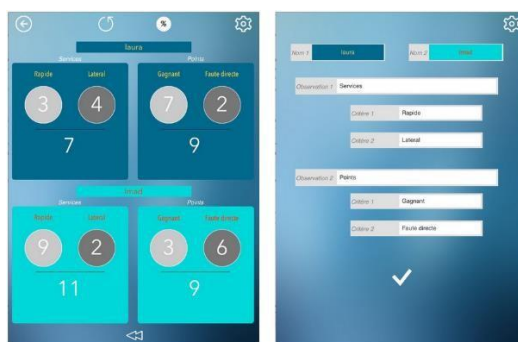 %
laura
Services Points
Rapide Lateral Gagnant Faute directe
3 4 7 2
7 9
Imad
Services Points
Rapide Lateral Gagnant Faute directe
9 2 3 6
11 9
Nom 1 laura Nom 2 Imad
Observation 1 Services
Critère 1 Rapide
Critère 2 Lateral
Observation 2 Points
Critère 1 Gagnant
Critère 2 Faute directe